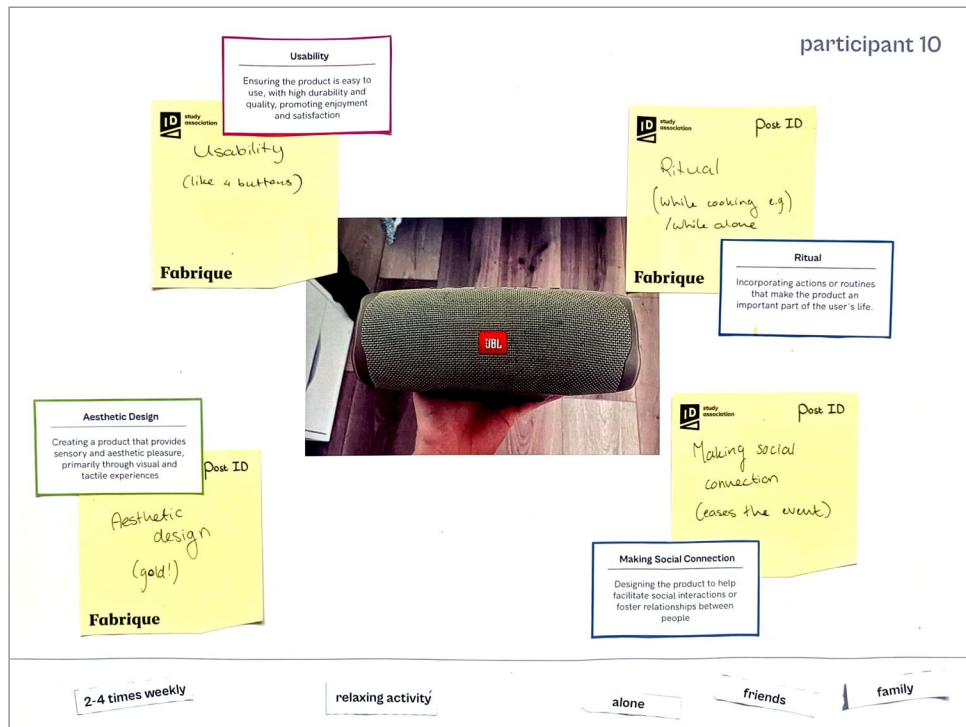 participant 10
Usability
Ensuring the product is easy to
use, with high durability and
quality, promoting enjoyment
and satisfaction
ID study
association
Usability
(like 4 buttons)
Fabrique
ID study
association
Post ID
Ritual
(while cooking e.g)
/while alone
Fabrique
Ritual
Incorporating actions or routines
that make the product an
important part of the user's life.
JBL
Aesthetic Design
Creating a product that provides
sensory and aesthetic pleasure,
primarily through visual and
tactile experiences
Post ID
Aesthetic
design
(gold!)
Fabrique
ID study
association
Post ID
Making social
connection
(eases the event)
Making Social Connection
Designing the product to help
facilitate social interactions or
foster relationships between
people
2-4 times weekly
relaxing activity
alone
friends
family